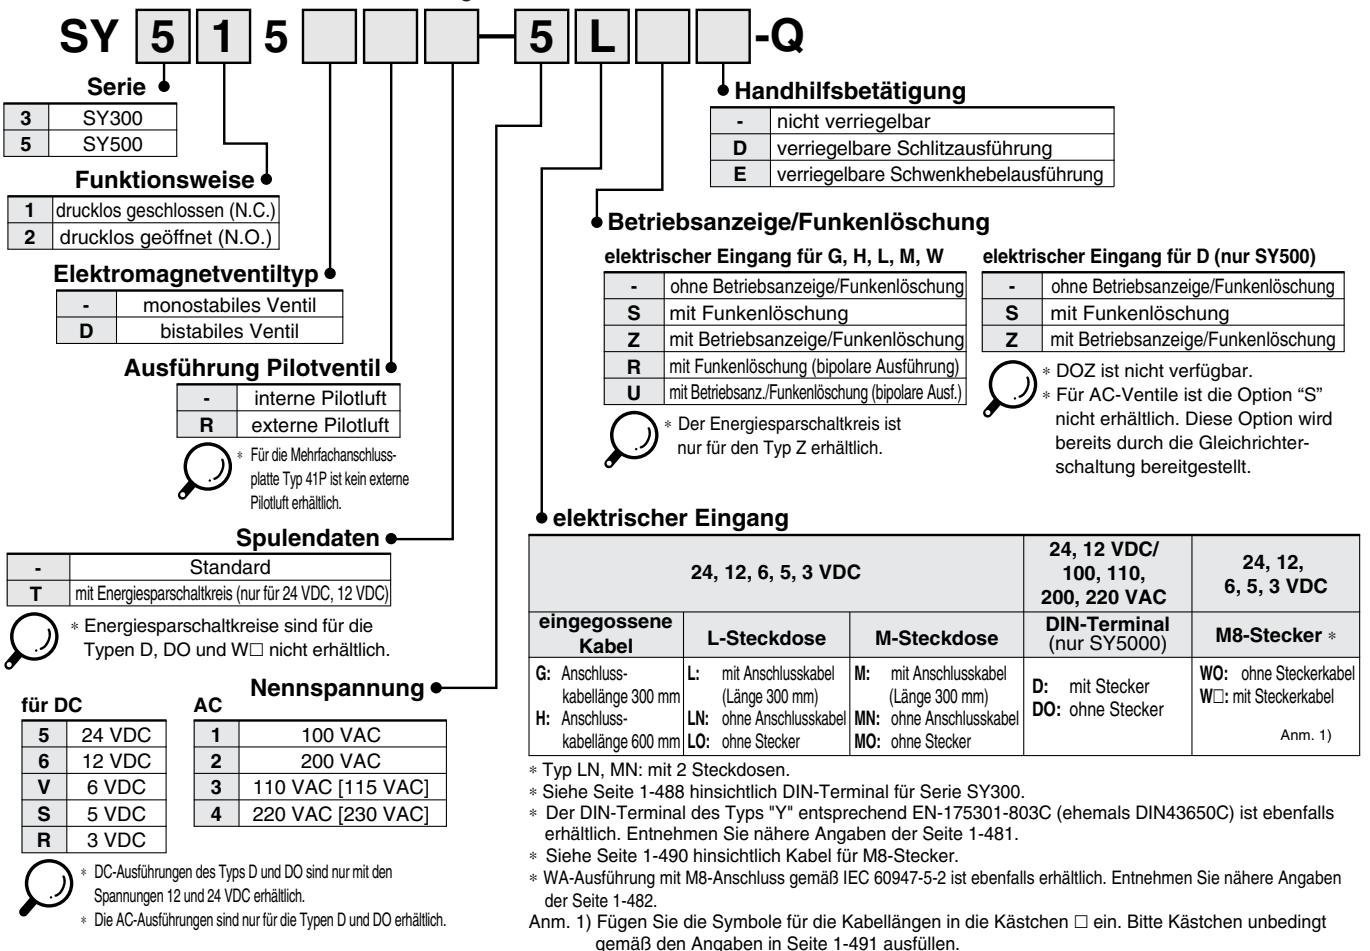 SY 5 1 5 – 5 L -Q
Serie
3 SY300
5 SY500
Funktionsweise
1 drucklos geschlossen (N.C.)
2 drucklos geöffnet (N.O.)
Elektromagnetventiltyp
- monostabiles Ventil
D bistabiles Ventil
Ausführung Pilotventil
- interne Pilotluft
R externe Pilotluft
* Für die Mehrfachanschluss-
platte Typ 41P ist kein externe
Pilotluft erhältlich.
Spulendaten
- Standard
T mit Energiesparschaltkreis (nur für 24 VDC, 12 VDC)
* Energiesparschaltkreise sind für die
Typen D, DO und W□ nicht erhältlich.
Nennspannung
für DC
5 24 VDC
6 12 VDC
V 6 VDC
S 5 VDC
R 3 VDC
AC
1 100 VAC
2 200 VAC
3 110 VAC [115 VAC]
4 220 VAC [230 VAC]
* DC-Ausführungen des Typs D und DO sind nur mit den
Spannungen 12 und 24 VDC erhältlich.
* Die AC-Ausführungen sind nur für die Typen D und DO erhältlich.
Handhilfsbetätigung
- nicht verriegelbar
D verriegelbare Schlitzausführung
E verriegelbare Schwenkhebelausführung
Betriebsanzeige/Funkenlöschung
elektrischer Eingang für G, H, L, M, W
- ohne Betriebsanzeige/Funkenlöschung
S mit Funkenlöschung
Z mit Betriebsanzeige/Funkenlöschung
R mit Funkenlöschung (bipolare Ausführung)
U mit Betriebsanz./Funkenlöschung (bipolare Ausf.)
* Der Energiesparschaltkreis ist
nur für den Typ Z erhältlich.
elektrischer Eingang für D (nur SY500)
- ohne Betriebsanzeige/Funkenlöschung
S mit Funkenlöschung
Z mit Betriebsanzeige/Funkenlöschung
* DOZ ist nicht verfügbar.
* Für AC-Ventile ist die Option “S”
nicht erhältlich. Diese Option wird
bereits durch die Gleichrichter-
schaltung bereitgestellt.
elektrischer Eingang
24, 12, 6, 5, 3 VDC
24, 12 VDC/
100, 110,
200, 220 VAC
24, 12,
6, 5, 3 VDC
eingegossene
Kabel
L-Steckdose
M-Steckdose
DIN-Terminal
(nur SY5000)
M8-Stecker *
G: Anschluss-
kabellänge 300 mm
H: Anschluss-
kabellänge 600 mm
L: mit Anschlusskabel
(Länge 300 mm)
LN: ohne Anschlusskabel
LO: ohne Stecker
M: mit Anschlusskabel
(Länge 300 mm)
MN: ohne Anschlusskabel
MO: ohne Stecker
D: mit Stecker
DO: ohne Stecker
WO: ohne Steckerkabel
W□: mit Steckerkabel
Anm. 1)
* Typ LN, MN: mit 2 Steckdosen.
* Siehe Seite 1-488 hinsichtlich DIN-Terminal für Serie SY300.
* Der DIN-Terminal des Typs "Y" entsprechend EN-175301-803C (ehemals DIN43650C) ist ebenfalls
erhältlich. Entnehmen Sie nähere Angaben der Seite 1-481.
* Siehe Seite 1-490 hinsichtlich Kabel für M8-Stecker.
* WA-Ausführung mit M8-Anschluss gemäß IEC 60947-5-2 ist ebenfalls erhältlich. Entnehmen Sie nähere Angaben
der Seite 1-482.
Anm. 1) Fügen Sie die Symbole für die Kabellängen in die Kästchen □ ein. Bitte Kästchen unbedingt
gemäß den Angaben in Seite 1-491 ausfüllen.